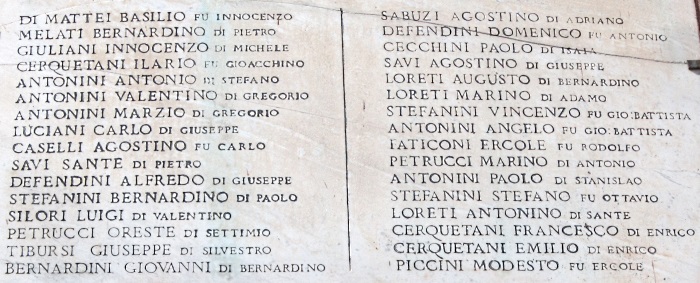 DI MATTEI BASILIO FU INNOCENZO
MELATI BERNARDINO DI PIETRO
GIULIANI INNOCENZO DI MICHELE
CERQUETANI ILARIO FU GIOACCHINO
ANTONINI ANTONIO DI STEFANO
ANTONINI VALENTINO DI GREGORIO
ANTONINI MARZIO DI GREGORIO
LUCIANI CARLO DI GIUSEPPE
CASELLI AGOSTINO FU CARLO
SAVI SANTE DI PIETRO
DEFENDINI ALFREDO DI GIUSEPPE
STEFANINI BERNARDINO DI PAOLO
SILORI LUIGI DI VALENTINO
PETRUCCI ORESTE DI SETTIMIO
TIBURSI GIUSEPPE DI SILVESTRO
BERNARDINI GIOVANNI DI BERNARDINO
SABUZI AGOSTINO DI ADRIANO
DEFENDINI DOMENICO FU ANTONIO
CECCHINI PAOLO DI ISAIA
SAVI AGOSTINO DI GIUSEPPE
LORETI AUGUSTO DI BERNARDINO
LORETI MARINO DI ADAMO
STEFANINI VINCENZO FU GIO:BATTISTA
ANTONINI ANGELO FU GIO:BATTISTA
FATICONI ERCOLE FU RODOLFO
PETRUCCI MARINO DI ANTONIO
ANTONINI PAOLO DI STANISLAO
STEFANINI STEFANO FU OTTAVIO
LORETI ANTONINO DI SANTE
CERQUETANI FRANCESCO DI ENRICO
CERQUETANI EMILIO DI ENRICO
PICCINI MODESTO FU ERCOLE